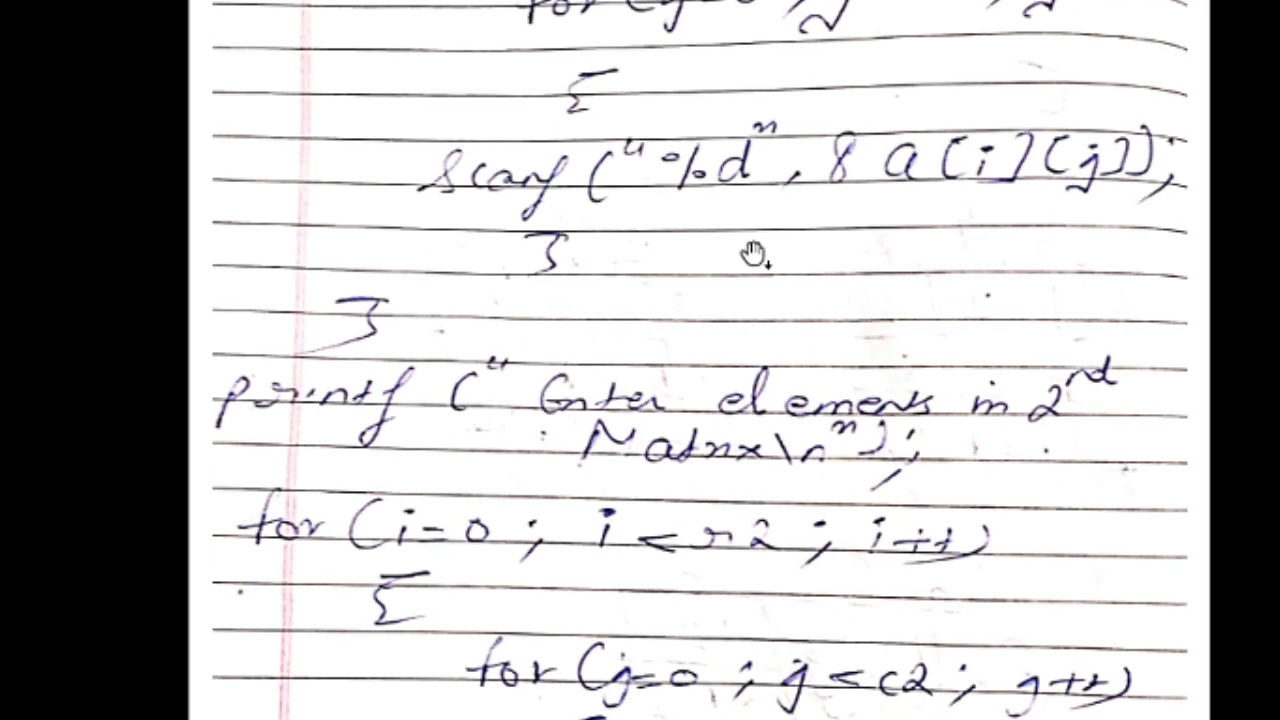 {
scanf ("%d", & a[i][j]);
}
}
printf (" Enter elements in 2nd
Matrix\n");
for (i=0 ; i<r2 ; i++)
{
for (j=0 ; j<c2 ; j++)